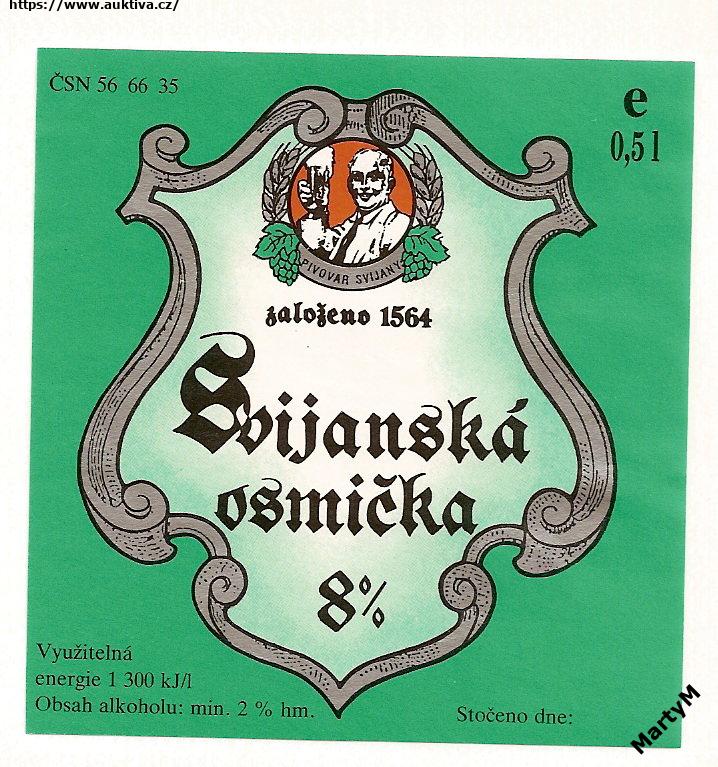 https://www.auktiva.cz/
ČSN 56 66 35
e
0,5 l
PIVOVAR SVIJANY
založeno 1564
Svijanská
osmička
8%
Využitelná
energie 1 300 kJ/l
Obsah alkoholu: min. 2 % hm.
Stočeno dne:
MartyM